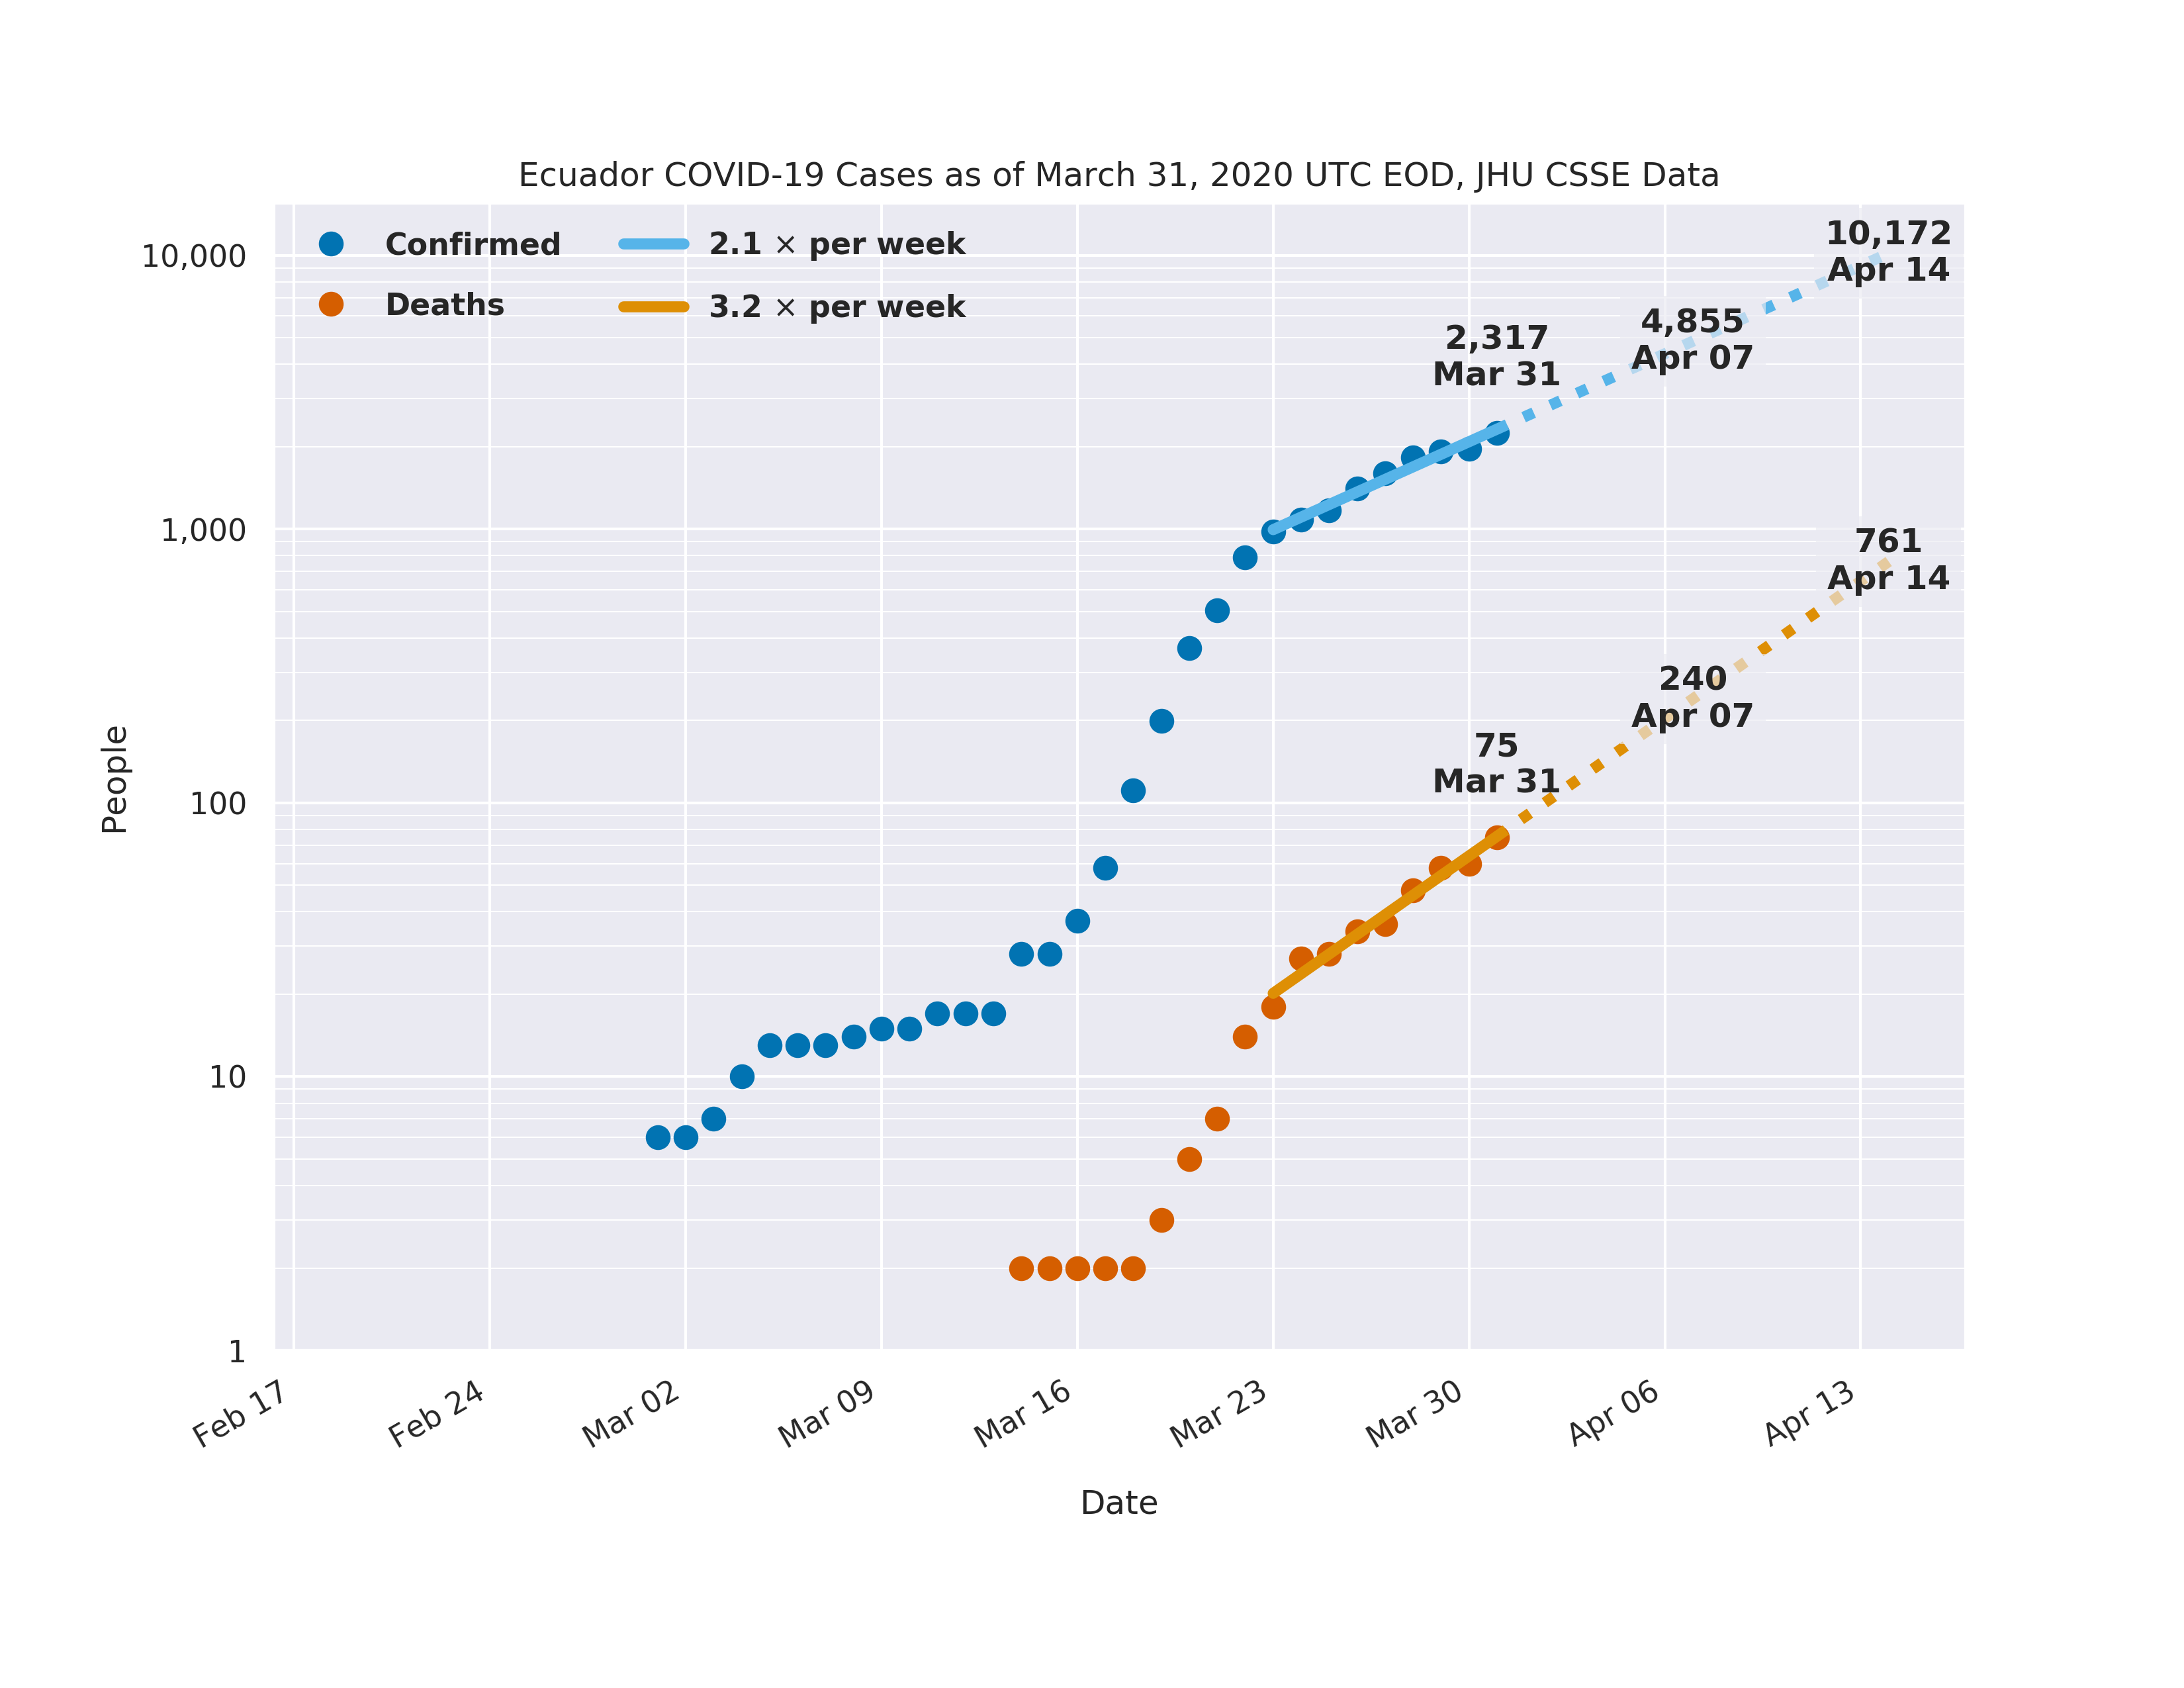 Ecuador COVID-19 Cases as of March 31, 2020 UTC EOD, JHU CSSE Data
Confirmed
Deaths
2.1 × per week
3.2 × per week
10,172
Apr 14
4,855
Apr 07
2,317
Mar 31
761
Apr 14
240
Apr 07
75
Mar 31
People
10,000
1,000
100
10
1
Feb 17
Feb 24
Mar 02
Mar 09
Mar 16
Mar 23
Mar 30
Apr 06
Apr 13
Date